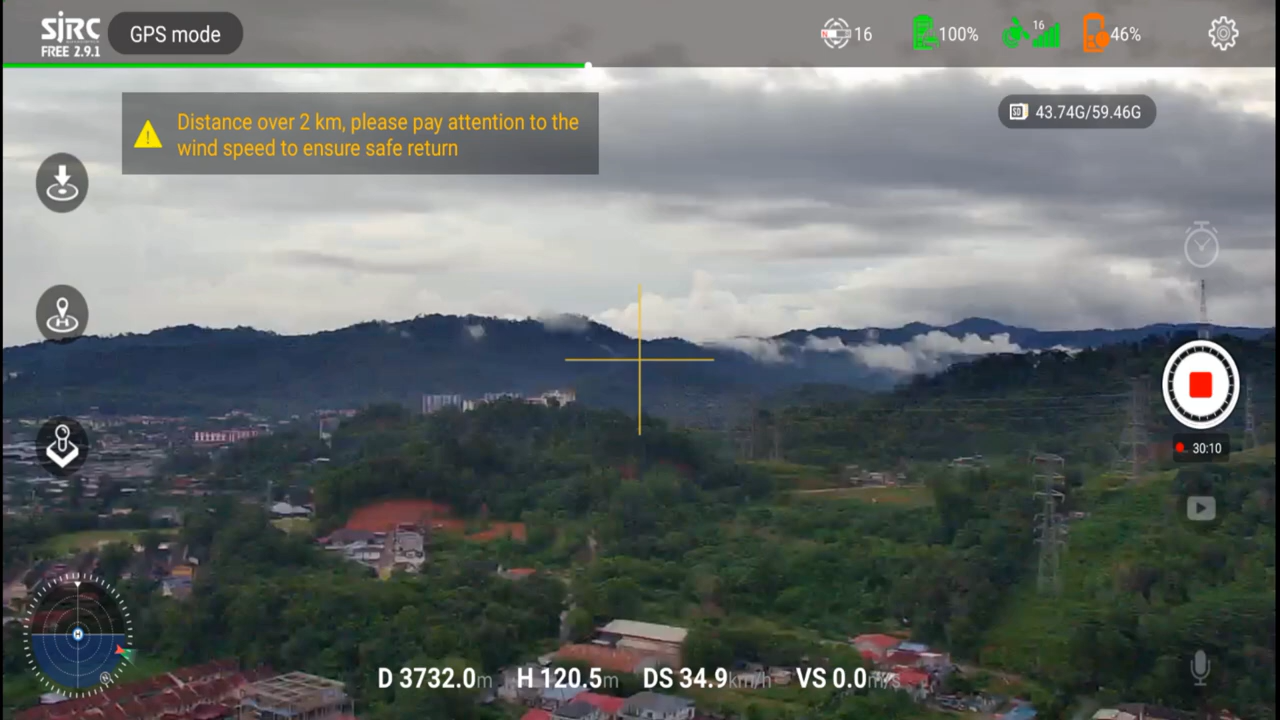 SJRC
FREE 2.9.1
GPS mode
16
100%
16
46%
Distance over 2 km, please pay attention to the
wind speed to ensure safe return
SD
43.74G/59.46G
H
30:10
H
N
D 3732.0m H 120.5m DS 34.9km/h VS 0.0m/s